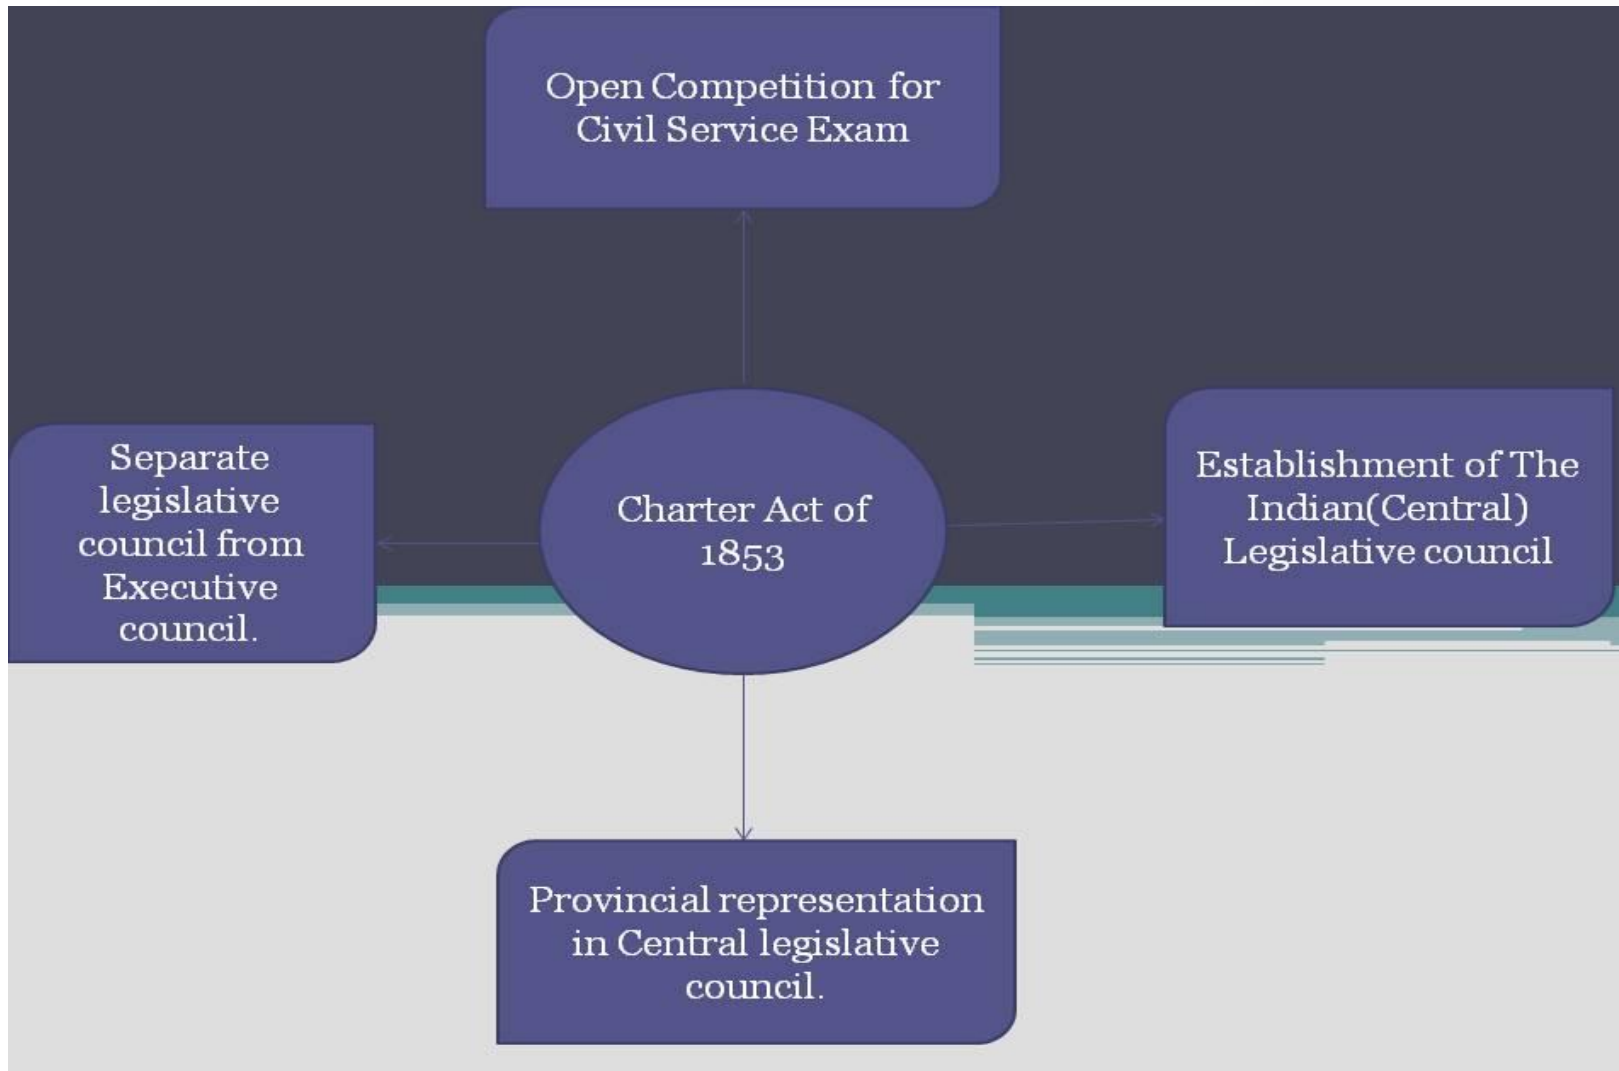 Open Competition for
Civil Service Exam
Separate
legislative
council from
Executive
council.
Charter Act of
1853
Establishment of The
Indian(Central)
Legislative council
Provincial representation
in Central legislative
council.